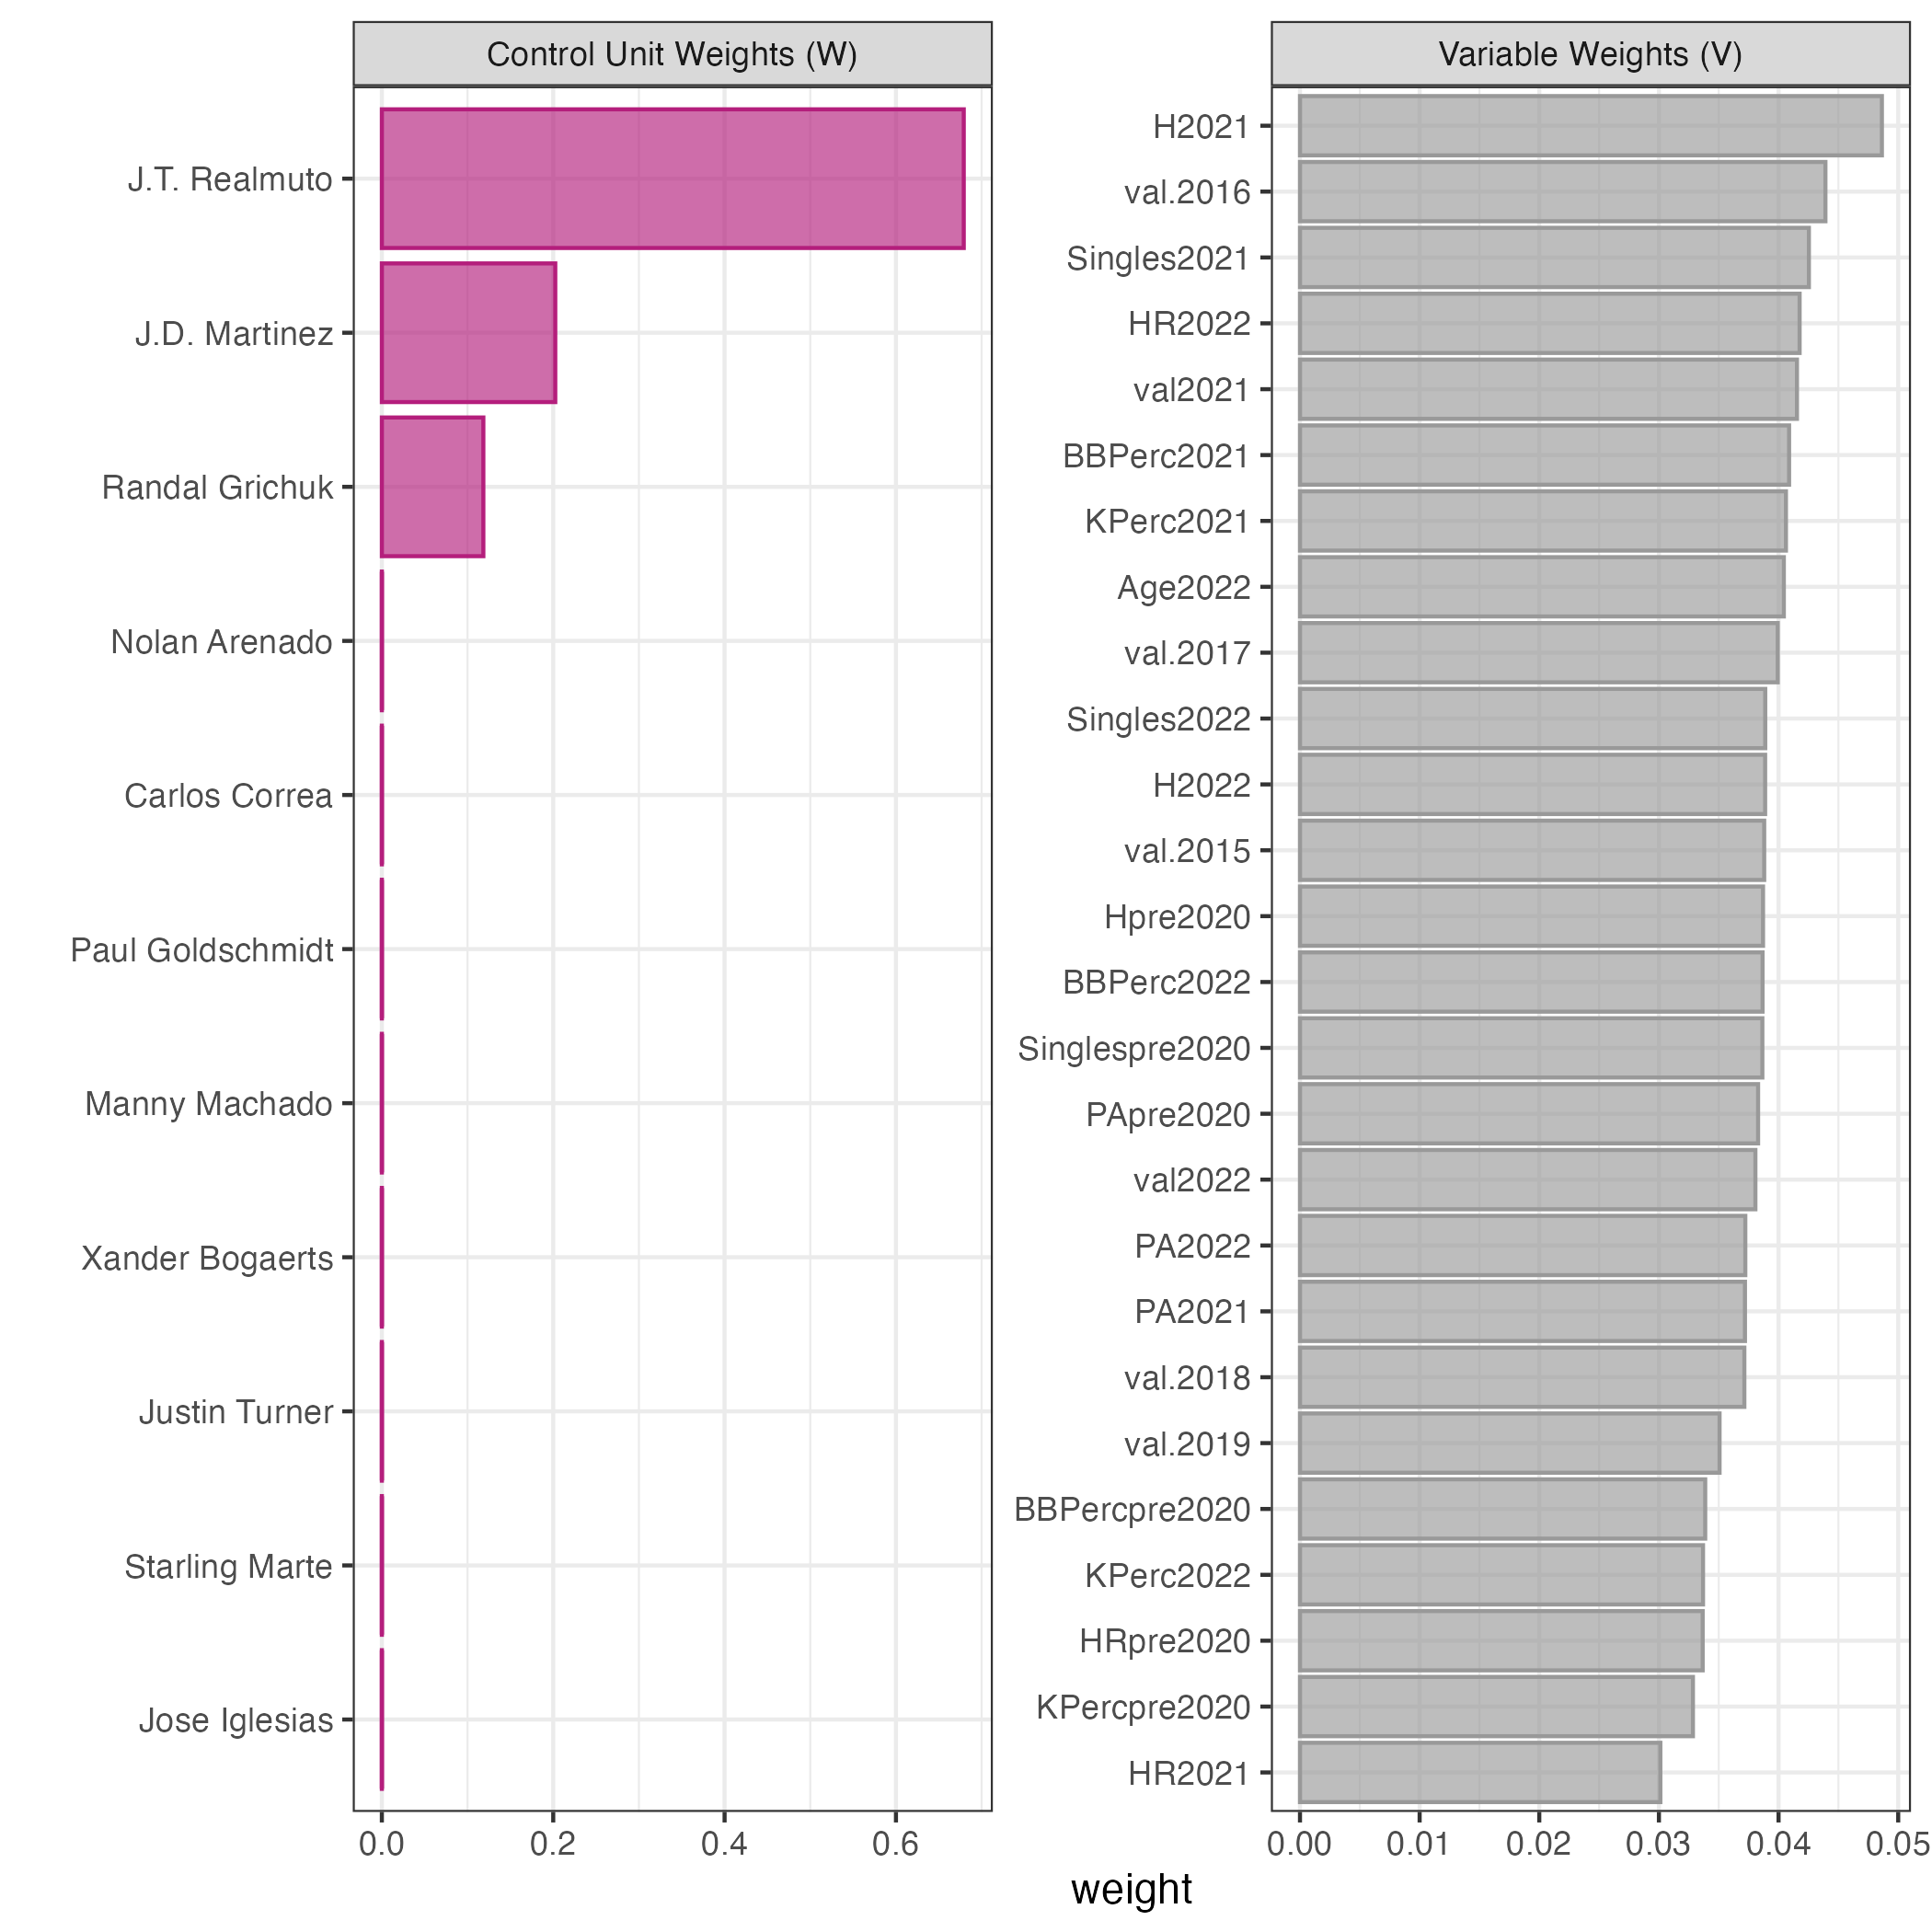 Control Unit Weights (W)
J.T. Realmuto
J.D. Martinez
Randal Grichuk
Nolan Arenado
Carlos Correa
Paul Goldschmidt
Manny Machado
Xander Bogaerts
Justin Turner
Starling Marte
Jose Iglesias
0.0 0.2 0.4 0.6
Variable Weights (V)
H2021
val.2016
Singles2021
HR2022
val2021
BBPerc2021
KPerc2021
Age2022
val.2017
Singles2022
H2022
val.2015
Hpre2020
BBPerc2022
Singlespre2020
PApre2020
val2022
PA2022
PA2021
val.2018
val.2019
BBPercpre2020
KPerc2022
HRpre2020
KPercpre2020
HR2021
0.00 0.01 0.02 0.03 0.04 0.05
weight